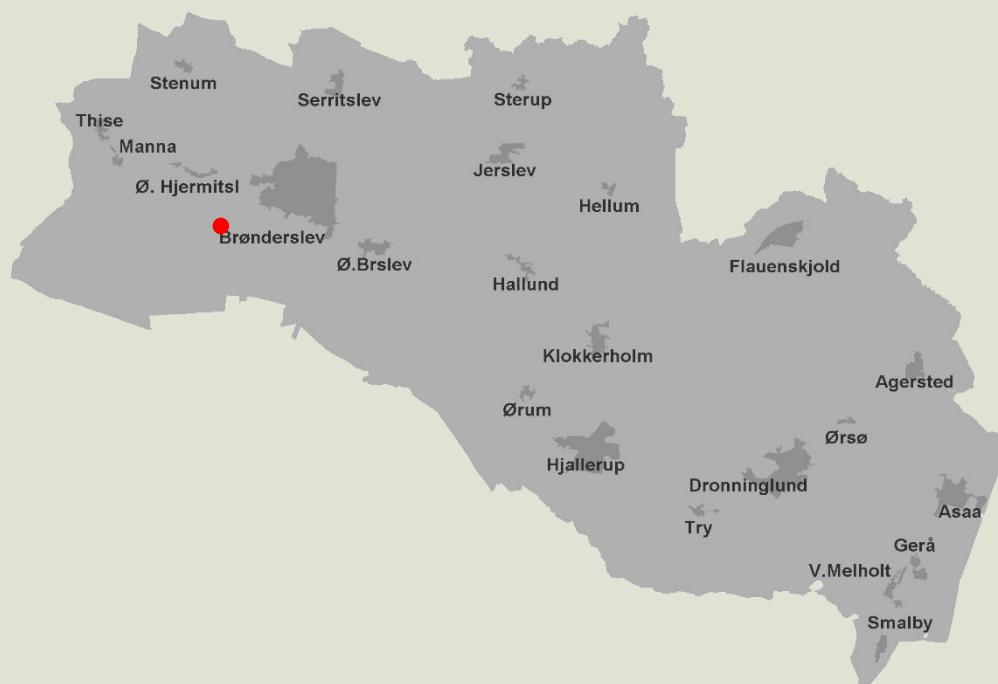 Stenum
Serritslev
Sterup
Thise
Manna
Jerslev
Ø. Hjermitsl
Hellum
Brønderslev
Ø.Brslev
Flauenskjold
Hallund
Klokkerholm
Agersted
Ørum
Ørsø
Hjallerup
Dronninglund
Asaa
Try
Gerå
V.Melholt
Smalby